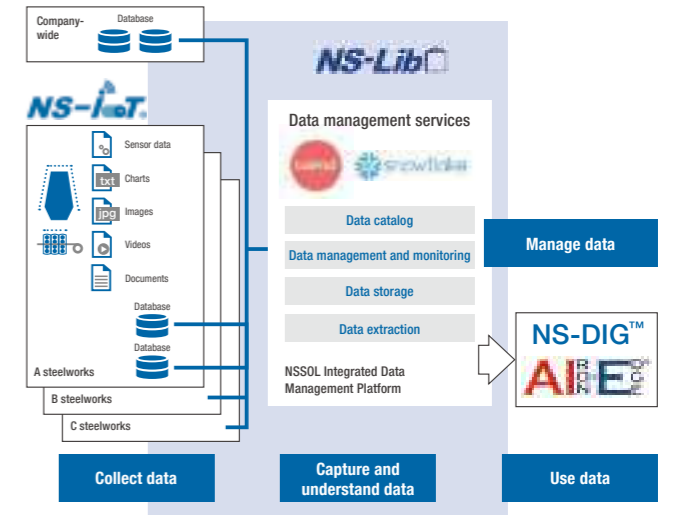 Company-
wide
Database
NS-Lib
NS-IoT
Data management services
Sensor data
txt
Charts
snowflake
jpg
Images
Data catalog
Videos
Data management and monitoring
Manage data
Documents
Data storage
Database
Data extraction
NS-DIG™
Database
A steelworks
NSSOL Integrated Data
Management Platform
B steelworks
C steelworks
Collect data
Capture and
understand data
Use data